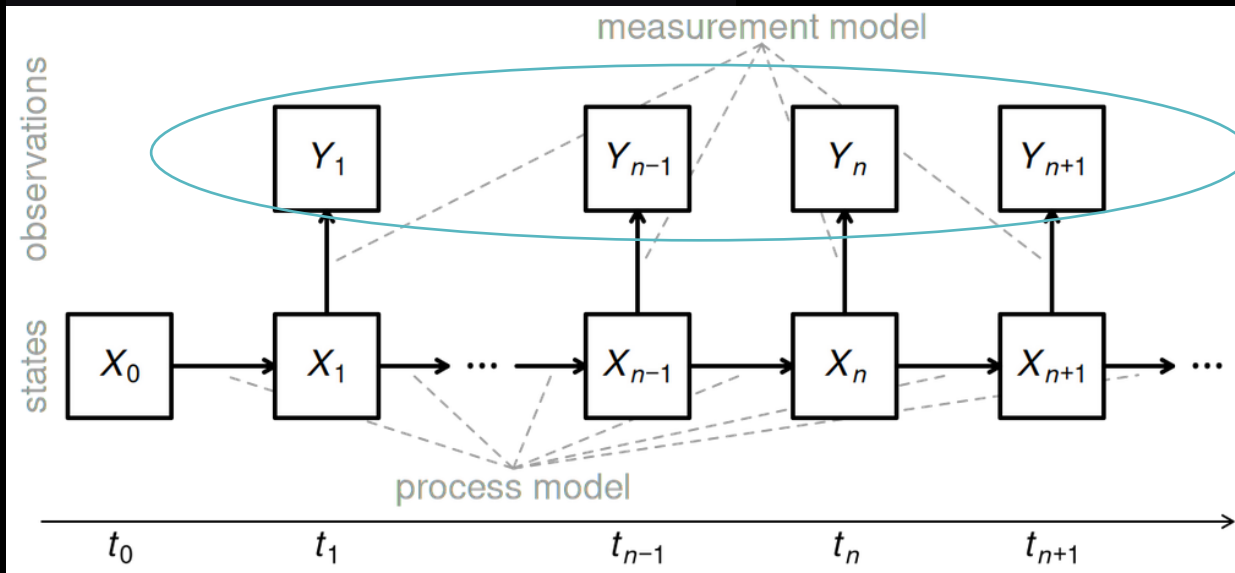 measurement model
observations
Y₁ Yₙ₋₁ Yₙ Yₙ₊₁
states
X₀ X₁ ... Xₙ₋₁ Xₙ Xₙ₊₁ ...
process model
t₀ t₁ tₙ₋₁ tₙ tₙ₊₁